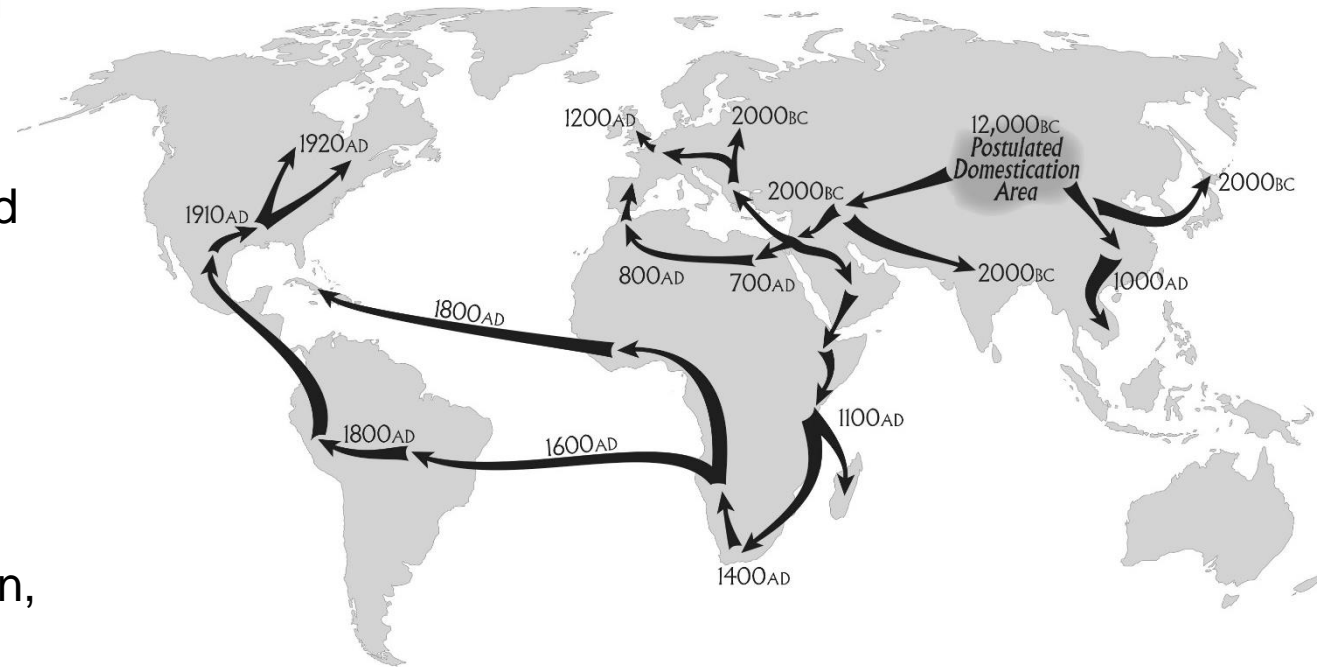 1200AD
2000BC
12,000BC
Postulated
Domestication
Area
1920AD
d
2000BC
2000BC
1910AD
2000BC
800AD
700AD
1000AD
1800AD
1100AD
1800AD
1600AD
n,
1400AD